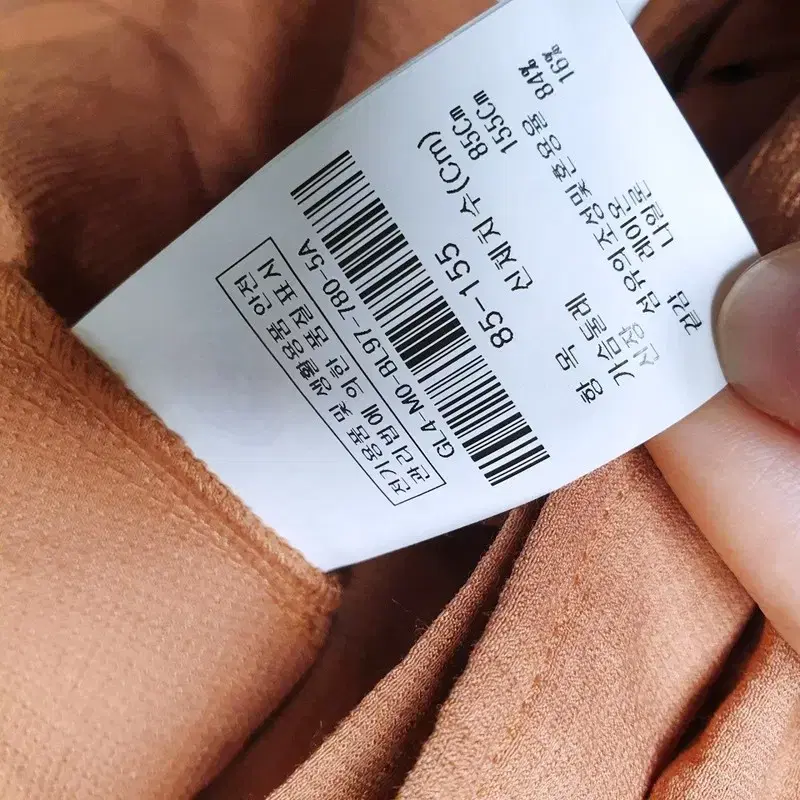 전기용품 및 생활용품 안전
관리법에 의한 품질표시
GL4-M0-BL97-780-5A
85-155
항 목 신체치수(Cm)
가슴둘레 85Cm
신장 155Cm
섬유의 조성 및 혼용율
겉감 레이온 84%
나일론 16%